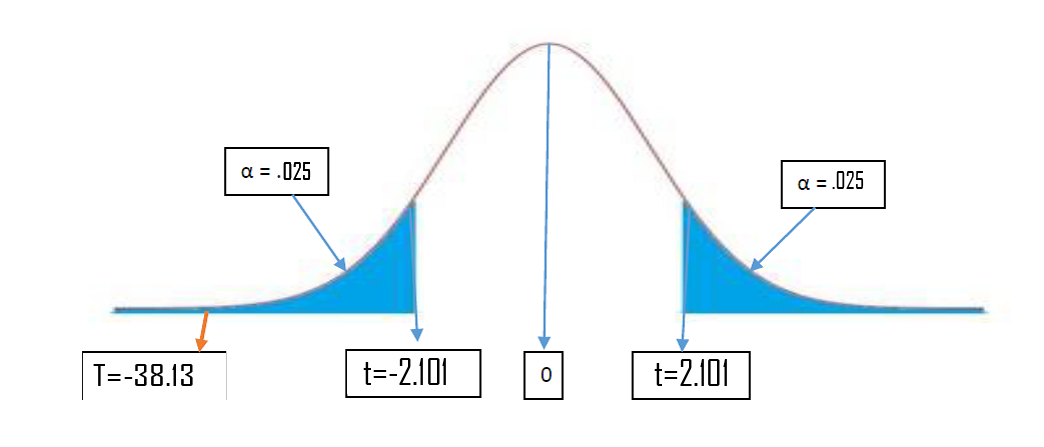 α = .025
α = .025
T=-38.13
t=-2.101
0
t=2.101